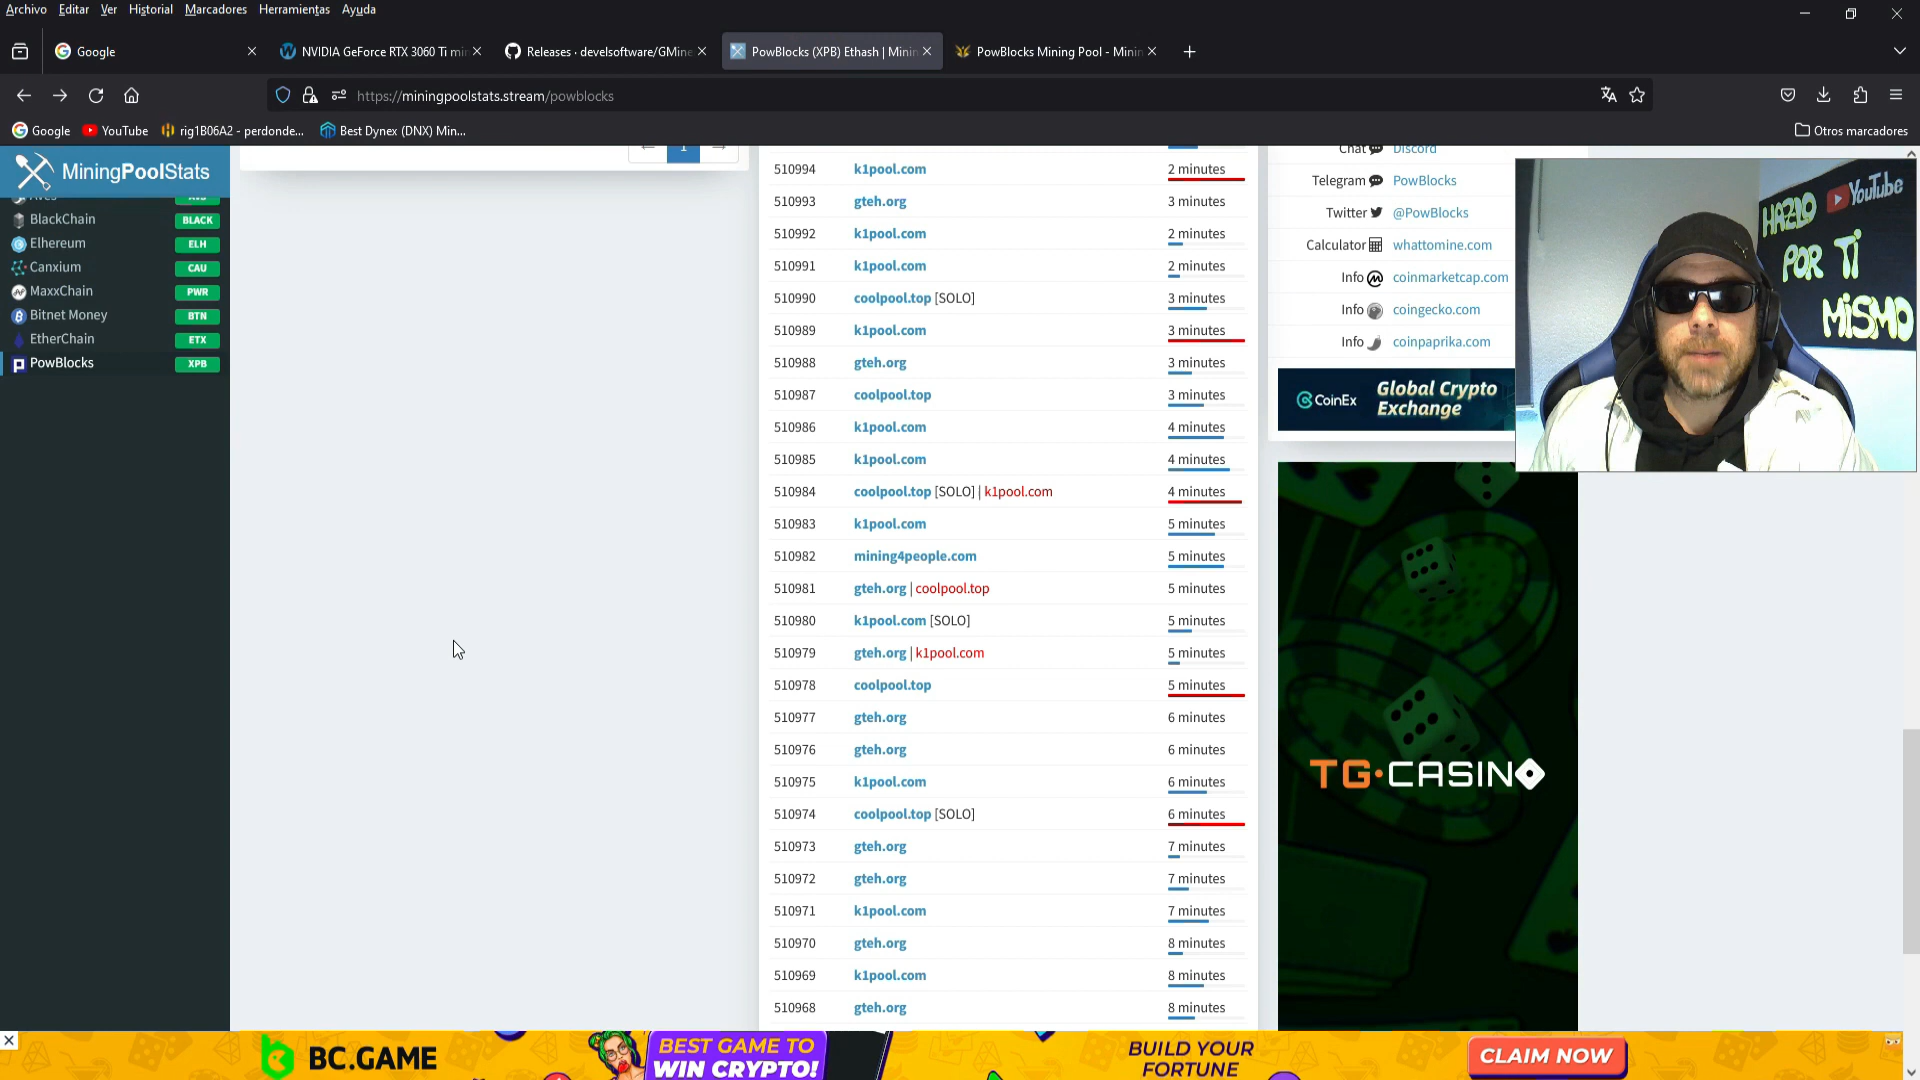 Archivo Editar Ver Historial Marcadores Herramientas Ayuda
Google
NVIDIA GeForce RTX 3060 Ti mi
Releases · develsoftware/GMine
PowBlocks (XPB) Ethash | Minin
PowBlocks Mining Pool - Minin
https://miningpoolstats.stream/powblocks
Google YouTube rig1B06A2 - perdonde... Best Dynex (DNX) Min... Otros marcadores
MiningPoolStats
BlackChain BLACK
Elhereum ELH
Canxium CAU
MaxxChain PWR
Bitnet Money BTN
EtherChain ETX
PowBlocks XPB
1
510994 k1pool.com 2 minutes
510993 gteh.org 3 minutes
510992 k1pool.com 2 minutes
510991 k1pool.com 2 minutes
510990 coolpool.top [SOLO] 3 minutes
510989 k1pool.com 3 minutes
510988 gteh.org 3 minutes
510987 coolpool.top 3 minutes
510986 k1pool.com 4 minutes
510985 k1pool.com 4 minutes
510984 coolpool.top [SOLO] | k1pool.com 4 minutes
510983 k1pool.com 5 minutes
510982 mining4people.com 5 minutes
510981 gteh.org | coolpool.top 5 minutes
510980 k1pool.com [SOLO] 5 minutes
510979 gteh.org | k1pool.com 5 minutes
510978 coolpool.top 5 minutes
510977 gteh.org 6 minutes
510976 gteh.org 6 minutes
510975 k1pool.com 6 minutes
510974 coolpool.top [SOLO] 6 minutes
510973 gteh.org 7 minutes
510972 gteh.org 7 minutes
510971 k1pool.com 7 minutes
510970 gteh.org 8 minutes
510969 k1pool.com 8 minutes
510968 gteh.org 8 minutes
Chat Discord
Telegram PowBlocks
Twitter @PowBlocks
Calculator whattomine.com
Info coinmarketcap.com
Info coingecko.com
Info coinpaprika.com
CoinEx Global Crypto
Exchange
YouTube
HAZLO
POR TI
MISMO
TG·CASINO
BC.GAME
BEST GAME TO
WIN CRYPTO!
BUILD YOUR
FORTUNE
CLAIM NOW